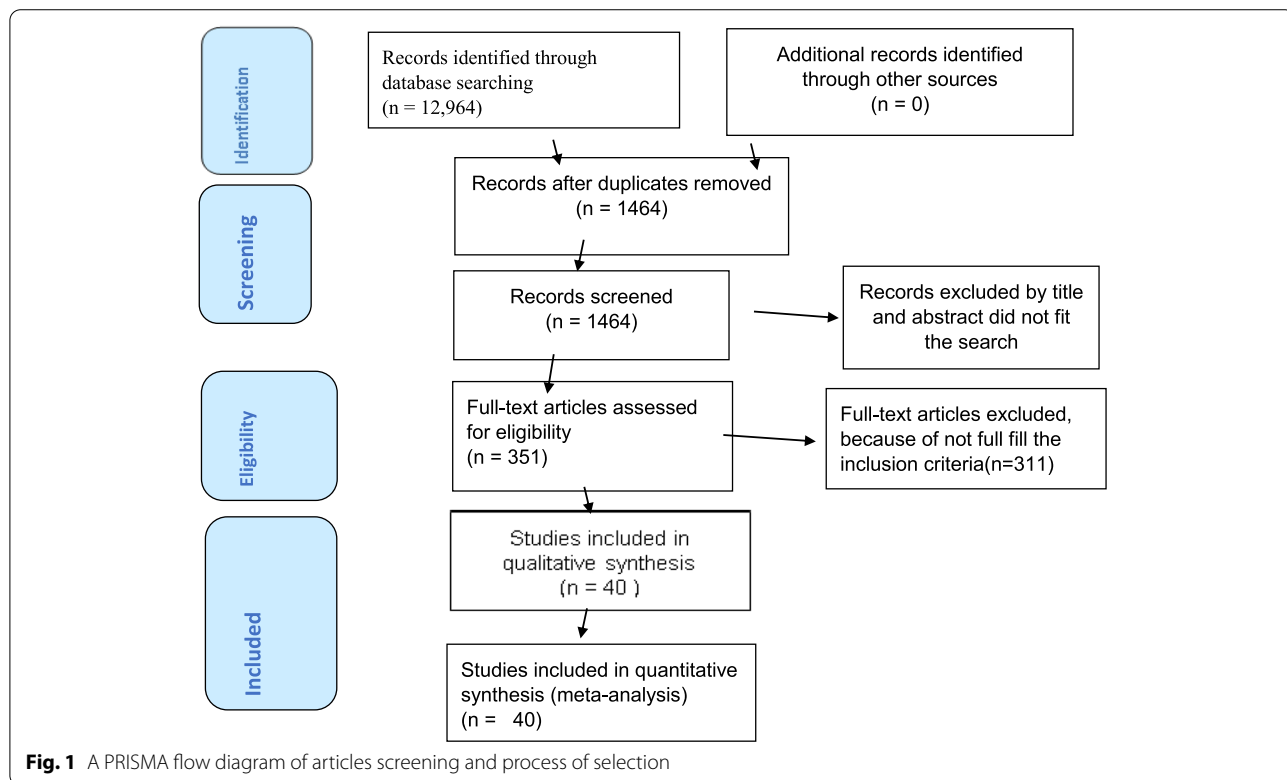 Identification
Records identified through
database searching
(n = 12,964)
Additional records identified
through other sources
(n = 0)
Screening
Records after duplicates removed
(n = 1464)
Records screened
(n = 1464)
Records excluded by title
and abstract did not fit
the search
Eligibility
Full-text articles assessed
for eligibility
(n = 351)
Full-text articles excluded,
because of not full fill the
inclusion criteria(n=311)
Included
Studies included in
qualitative synthesis
(n = 40 )
Studies included in quantitative
synthesis (meta-analysis)
(n = 40)
Fig. 1 A PRISMA flow diagram of articles screening and process of selection